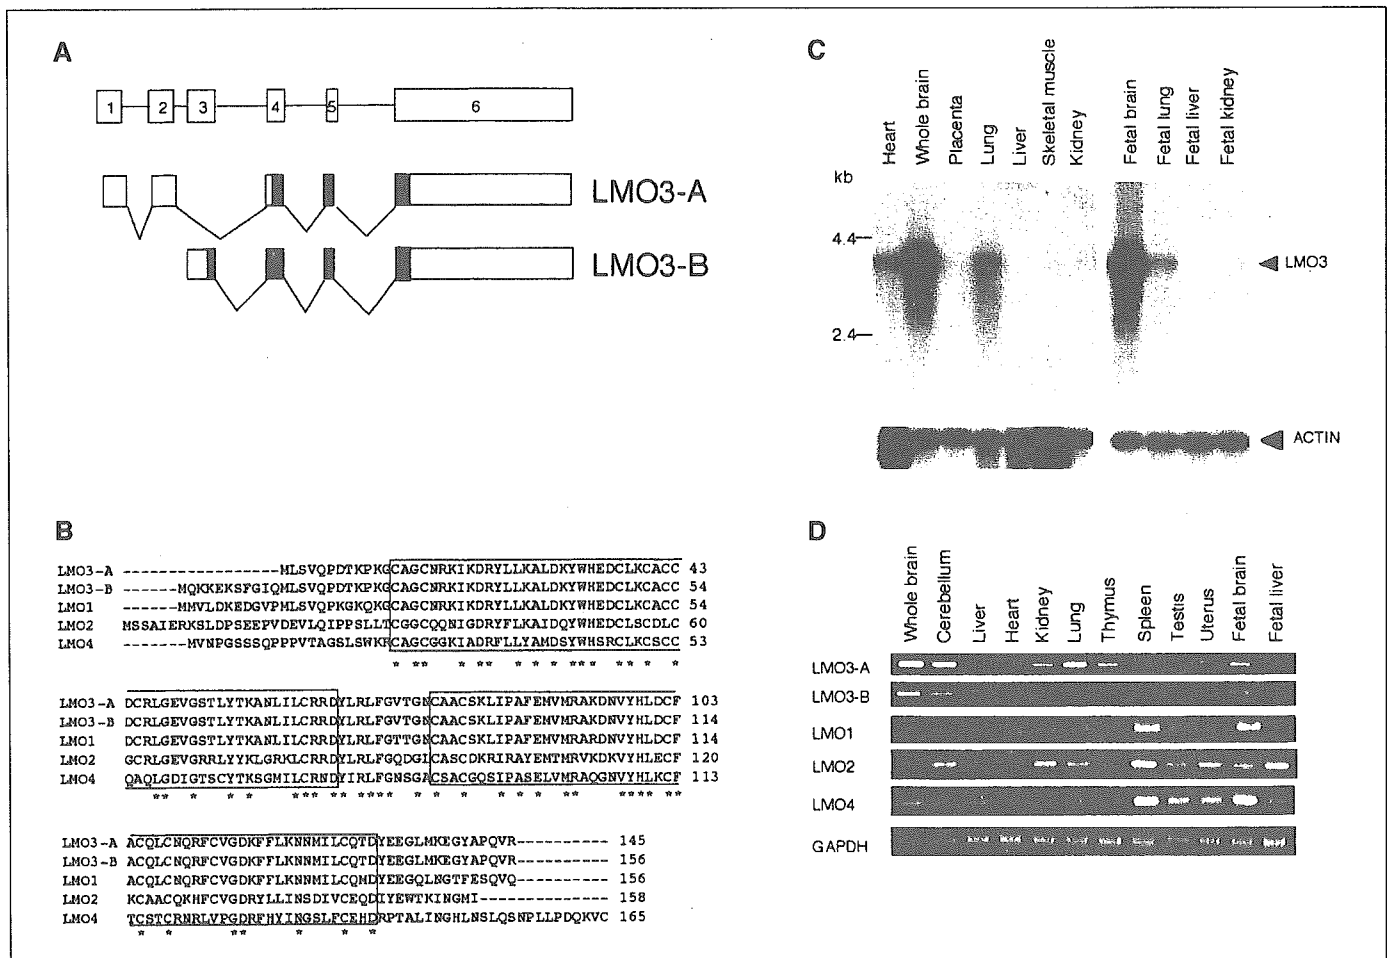 A
1 2 3 4 5 6
LMO3-A
LMO3-B
B
LMO3-A ------------------MLSVQPDTKPKGCAGCNRKIKDRYLLKALDKYWHEDCLKCACC 43
LMO3-B -------MQKKEKSFGIQMLSVQPDTKPKGCAGCNRKIKDRYLLKALDKYWHEDCLKCACC 54
LMO1 -------MMVLDKEDGVPMLSVQPKGKQKGCAGCNRKIKDRYLLKALDKYWHEDCLKCACC 54
LMO2 MSSAIERKSLDPSEEPVDEVLQIPPSLLTCGGCQQNIGDRYFLKAIDQYWHEDCLSCDLC 60
LMO4 -------MVNPGSSSQPPPVTAGSLSWKRCAGCGGKIADRFLLYAMDSYWHSRCLKCSCC 53
* ** * ** * * *** * * *
LMO3-A DCRLGEVGSTLYTKANLILCRRDYLRLFGVTGNCAACSKLIPAFEMVMRAKDNVYHLDCF 103
LMO3-B DCRLGEVGSTLYTKANLILCRRDYLRLFGVTGNCAACSKLIPAFEMVMRAKDNVYHLDCF 114
LMO1 DCRLGEVGSTLYTKANLILCRRDYLRLFGTTGNCAACSKLIPAFEMVMRARDNVYHLDCF 114
LMO2 GCRLGEVGRRLYYKLGRKLCRRDYLRLFGQDGLCASCDKRIRAYEMTMRVKDKVYHLECF 120
LMO4 QAQLGDIGTSCYTKSGMILCRNDYIRLFGNSGACSACGQSIPASELVMRAQGNVYHLKCF 113
** * * * *** ** **** * * * * * ** **** **
LMO3-A ACQLCNQRFCVGDKFFLKNNMILCQTDYEEGLMKEGYAPQVR---------- 145
LMO3-B ACQLCNQRFCVGDKFFLKNNMILCQTDYEEGLMKEGYAPQVR---------- 156
LMO1 ACQLCNQRFCVGDKFFLKNNMILCQMDYEEGQLNGTFESQVQ---------- 156
LMO2 KCAACQKHFCVGDRYLLINSDIVCEQDIYEWTKINGMI-------------- 158
LMO4 TCSTCRNRLVPGDRFHYINGSLFCEHDRPTALINGHLNSLQSNPLLPDQKVC 165
* * ** * * *
C
Heart Whole brain Placenta Lung Liver Skeletal muscle Kidney Fetal brain Fetal lung Fetal liver Fetal kidney
kb
4.4
LMO3
2.4
ACTIN
D
Whole brain Cerebellum Liver Heart Kidney Lung Thymus Spleen Testis Uterus Fetal brain Fetal liver
LMO3-A
LMO3-B
LMO1
LMO2
LMO4
GAPDH